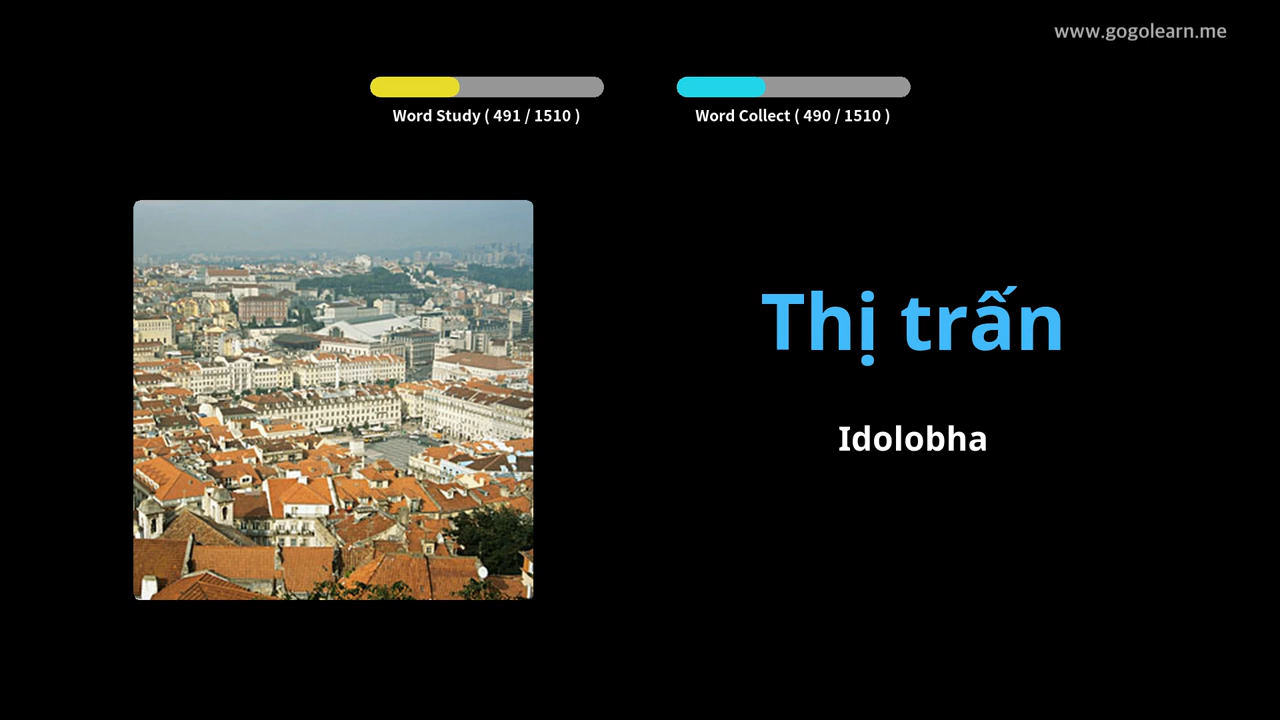 www.gogolearn.me
Word Study ( 491 / 1510 )
Word Collect ( 490 / 1510 )
Thị trấn
Idolobha